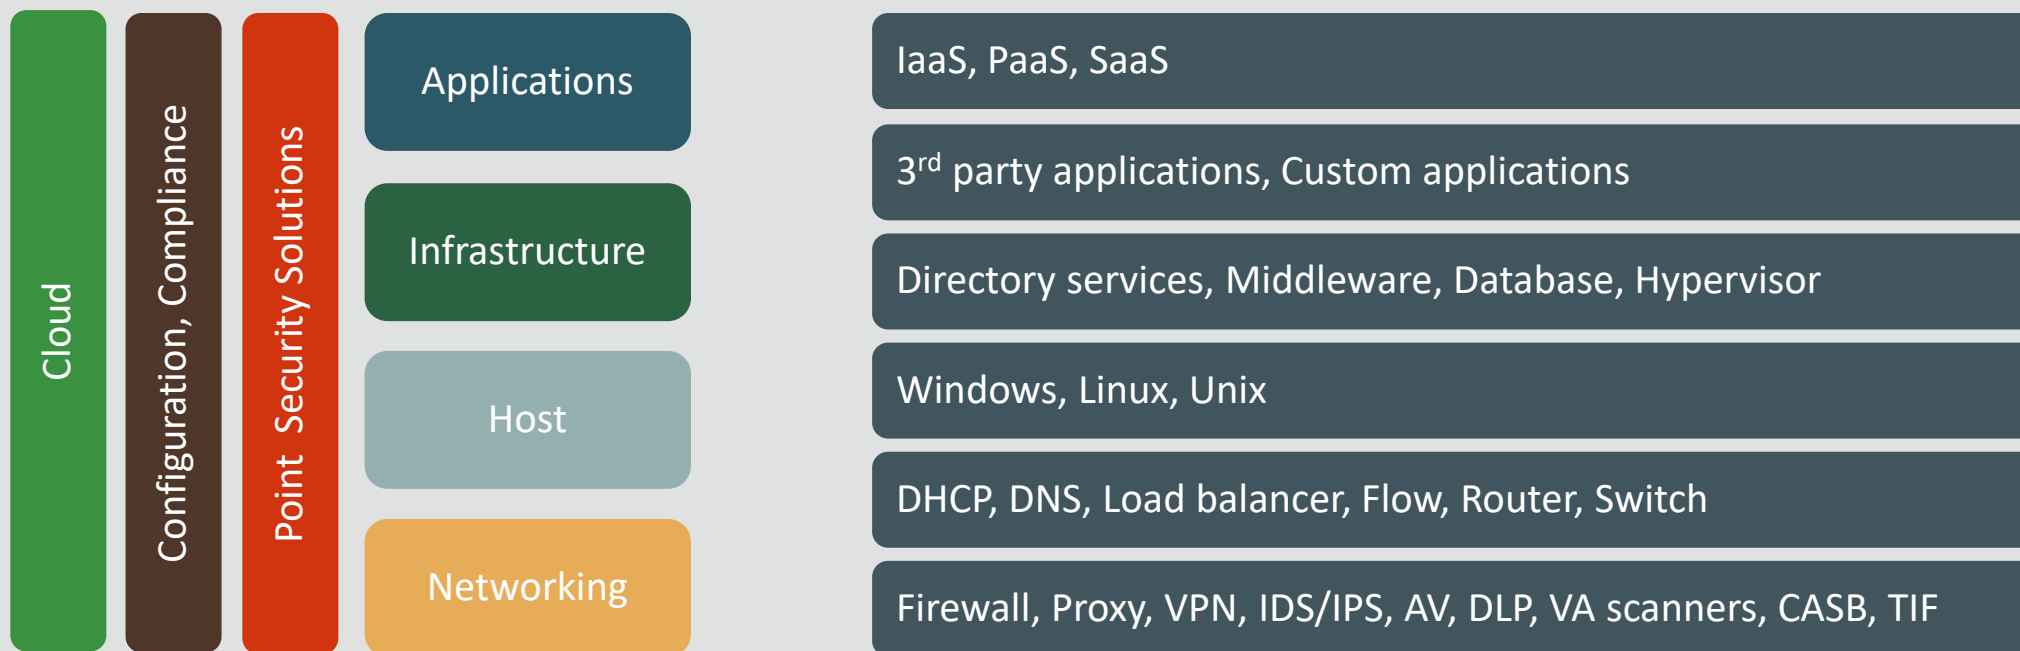 Cloud
Configuration, Compliance
Point Security Solutions
Applications
Infrastructure
Host
Networking
IaaS, PaaS, SaaS
3rd party applications, Custom applications
Directory services, Middleware, Database, Hypervisor
Windows, Linux, Unix
DHCP, DNS, Load balancer, Flow, Router, Switch
Firewall, Proxy, VPN, IDS/IPS, AV, DLP, VA scanners, CASB, TIF